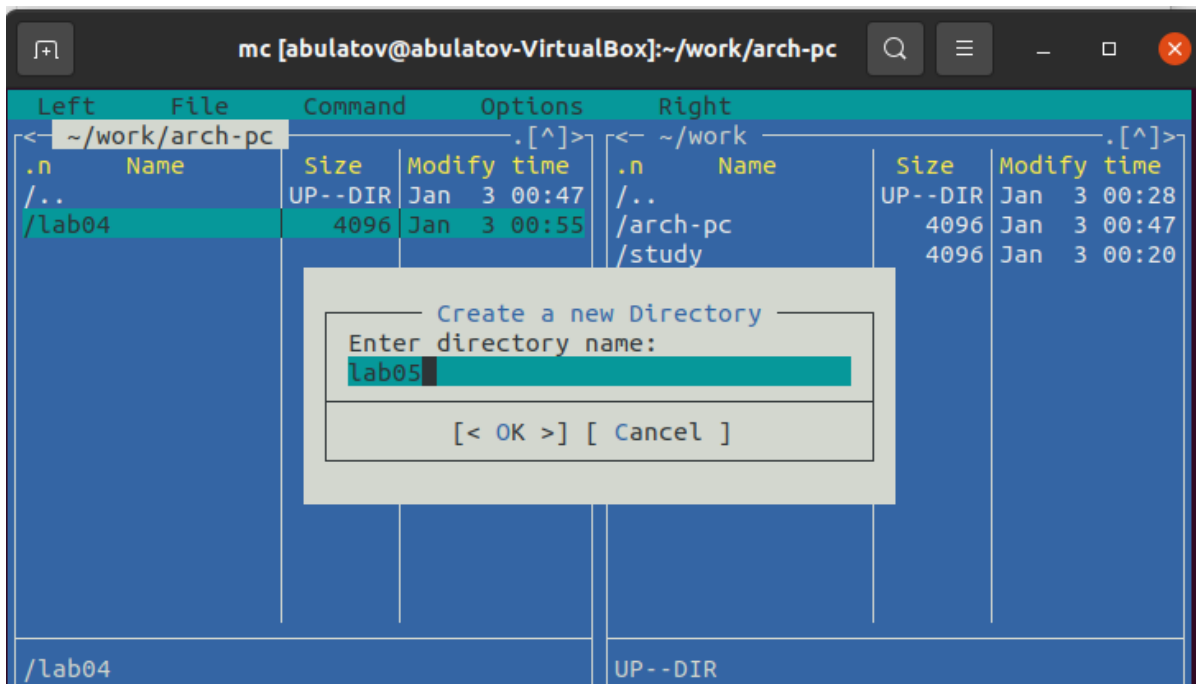 mc [abulatov@abulatov-VirtualBox]:~/work/arch-pc
Left File Command Options Right
<─ ~/work/arch-pc ─.[^]> <─ ~/work ─.[^]>
.n Name Size Modify time .n Name Size Modify time
/.. UP--DIR Jan 3 00:47 /.. UP--DIR Jan 3 00:28
/lab04 4096 Jan 3 00:55 /arch-pc 4096 Jan 3 00:47
/study 4096 Jan 3 00:20
Create a new Directory
Enter directory name:
lab05
[< OK >] [ Cancel ]
/lab04 UP--DIR